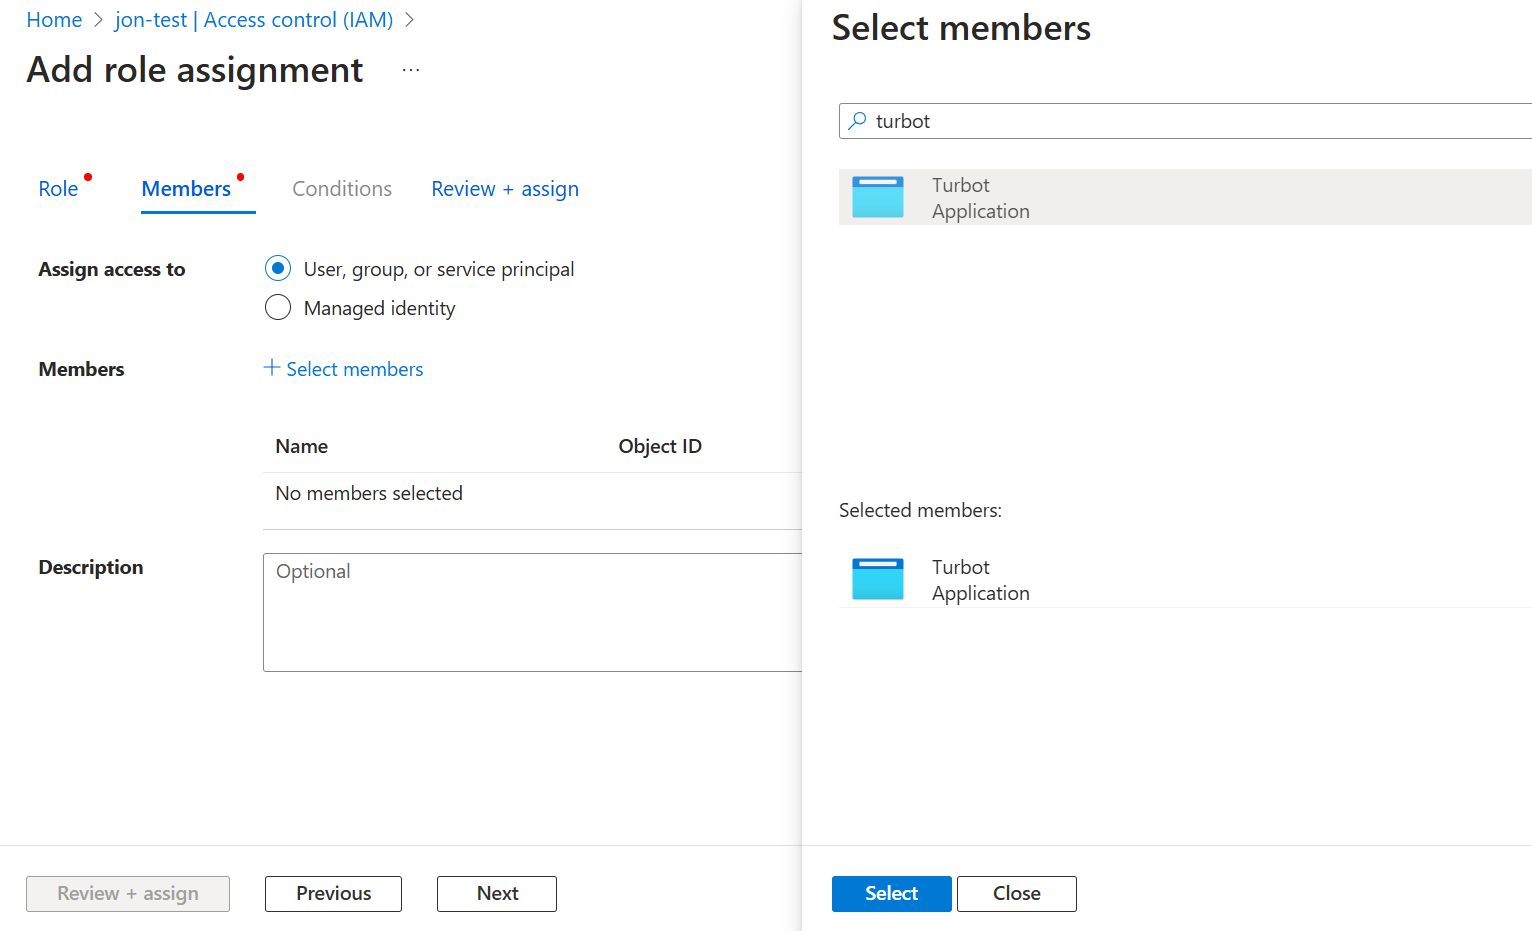 Home > jon-test | Access control (IAM) >
Add role assignment ...
Role
Members
Conditions
Review + assign
Assign access to
User, group, or service principal
Managed identity
Members
+ Select members
Name
Object ID
No members selected
Description
Optional
Review + assign
Previous
Next
Select members
turbot
Turbot
Application
Selected members:
Turbot
Application
Select
Close